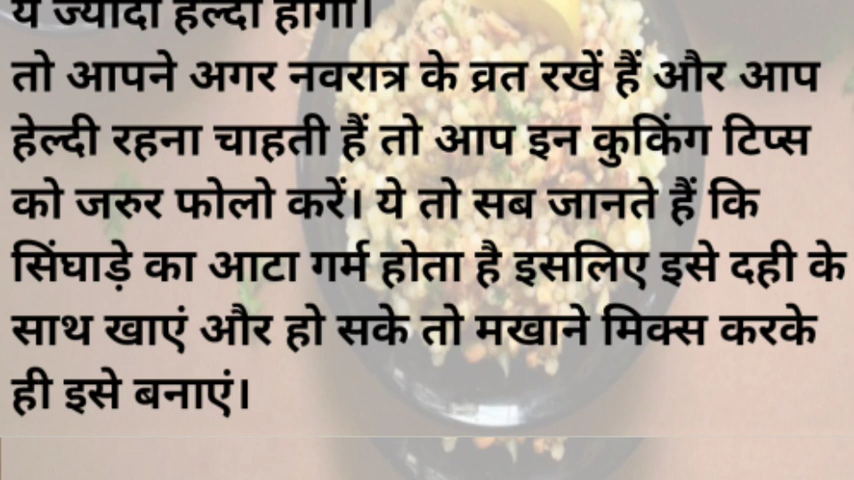 ये ज्यादा हेल्दी होगा।
तो आपने अगर नवरात्र के व्रत रखें हैं और आप
हेल्दी रहना चाहती हैं तो आप इन कुकिंग टिप्स
को जरुर फोलो करें। ये तो सब जानते हैं कि
सिंघाड़े का आटा गर्म होता है इसलिए इसे दही के
साथ खाएं और हो सके तो मखाने मिक्स करके
ही इसे बनाएं।